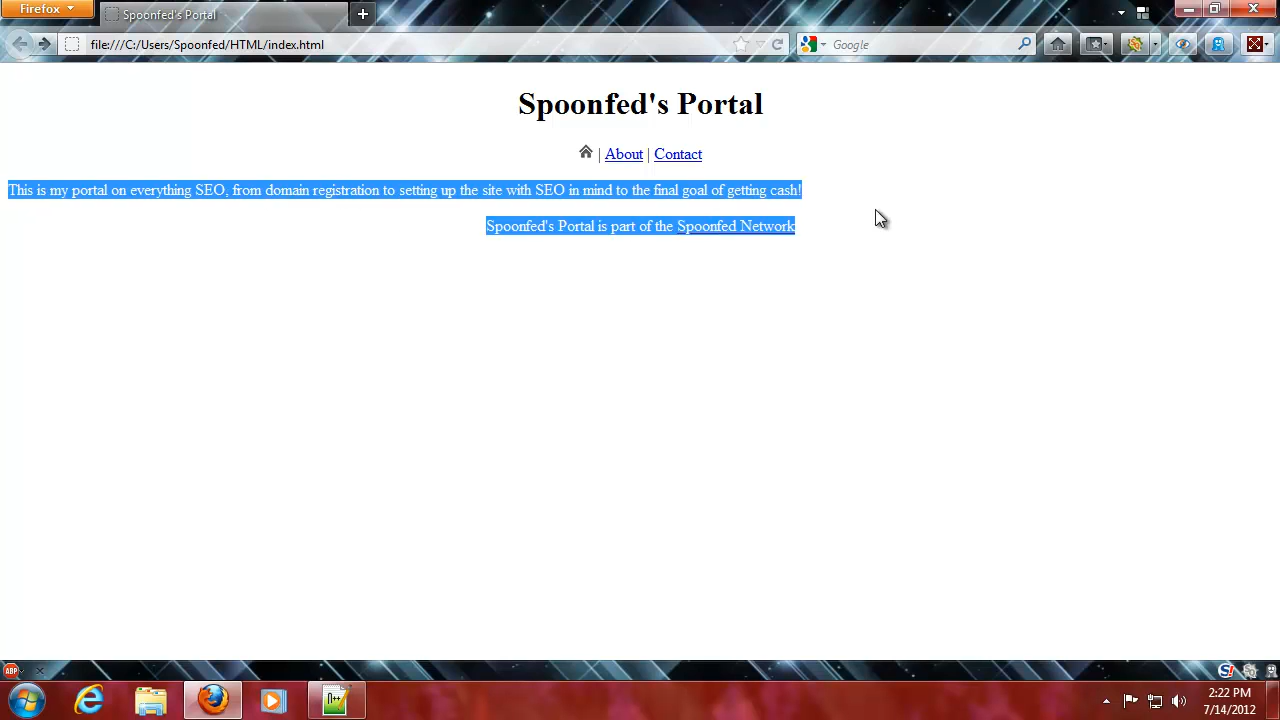 Firefox
Spoonfed's Portal
file:///C:/Users/Spoonfed/HTML/index.html
Google
Spoonfed's Portal
| About | Contact
This is my portal on everything SEO, from domain registration to setting up the site with SEO in mind to the final goal of getting cash!
Spoonfed's Portal is part of the Spoonfed Network
ABP
S!
2:22 PM
7/14/2012